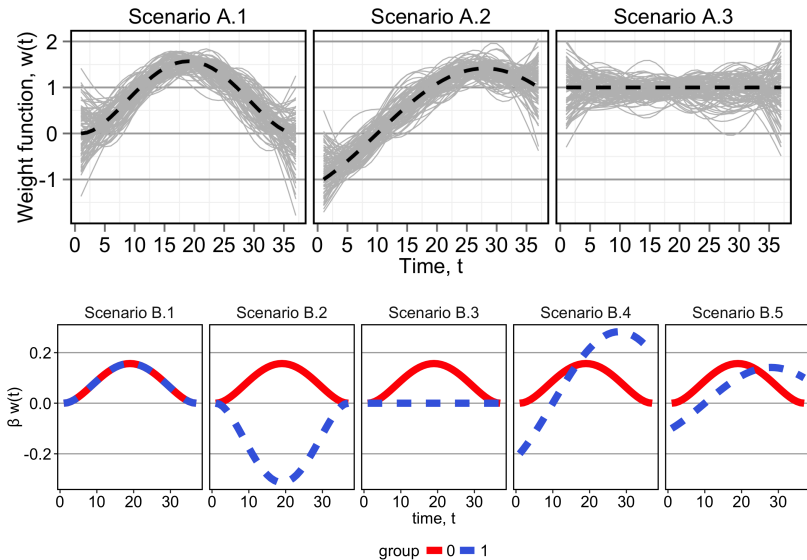 Scenario A.1 Scenario A.2 Scenario A.3
Weight function, w(t)
2
1
0
-1
0 5 10 15 20 25 30 35 0 5 10 15 20 25 30 35 0 5 10 15 20 25 30 35
Time, t
Scenario B.1 Scenario B.2 Scenario B.3 Scenario B.4 Scenario B.5
β w(t)
0.2
0.0
-0.2
0 10 20 30 0 10 20 30 0 10 20 30 0 10 20 30 0 10 20 30
time, t
group 0 1